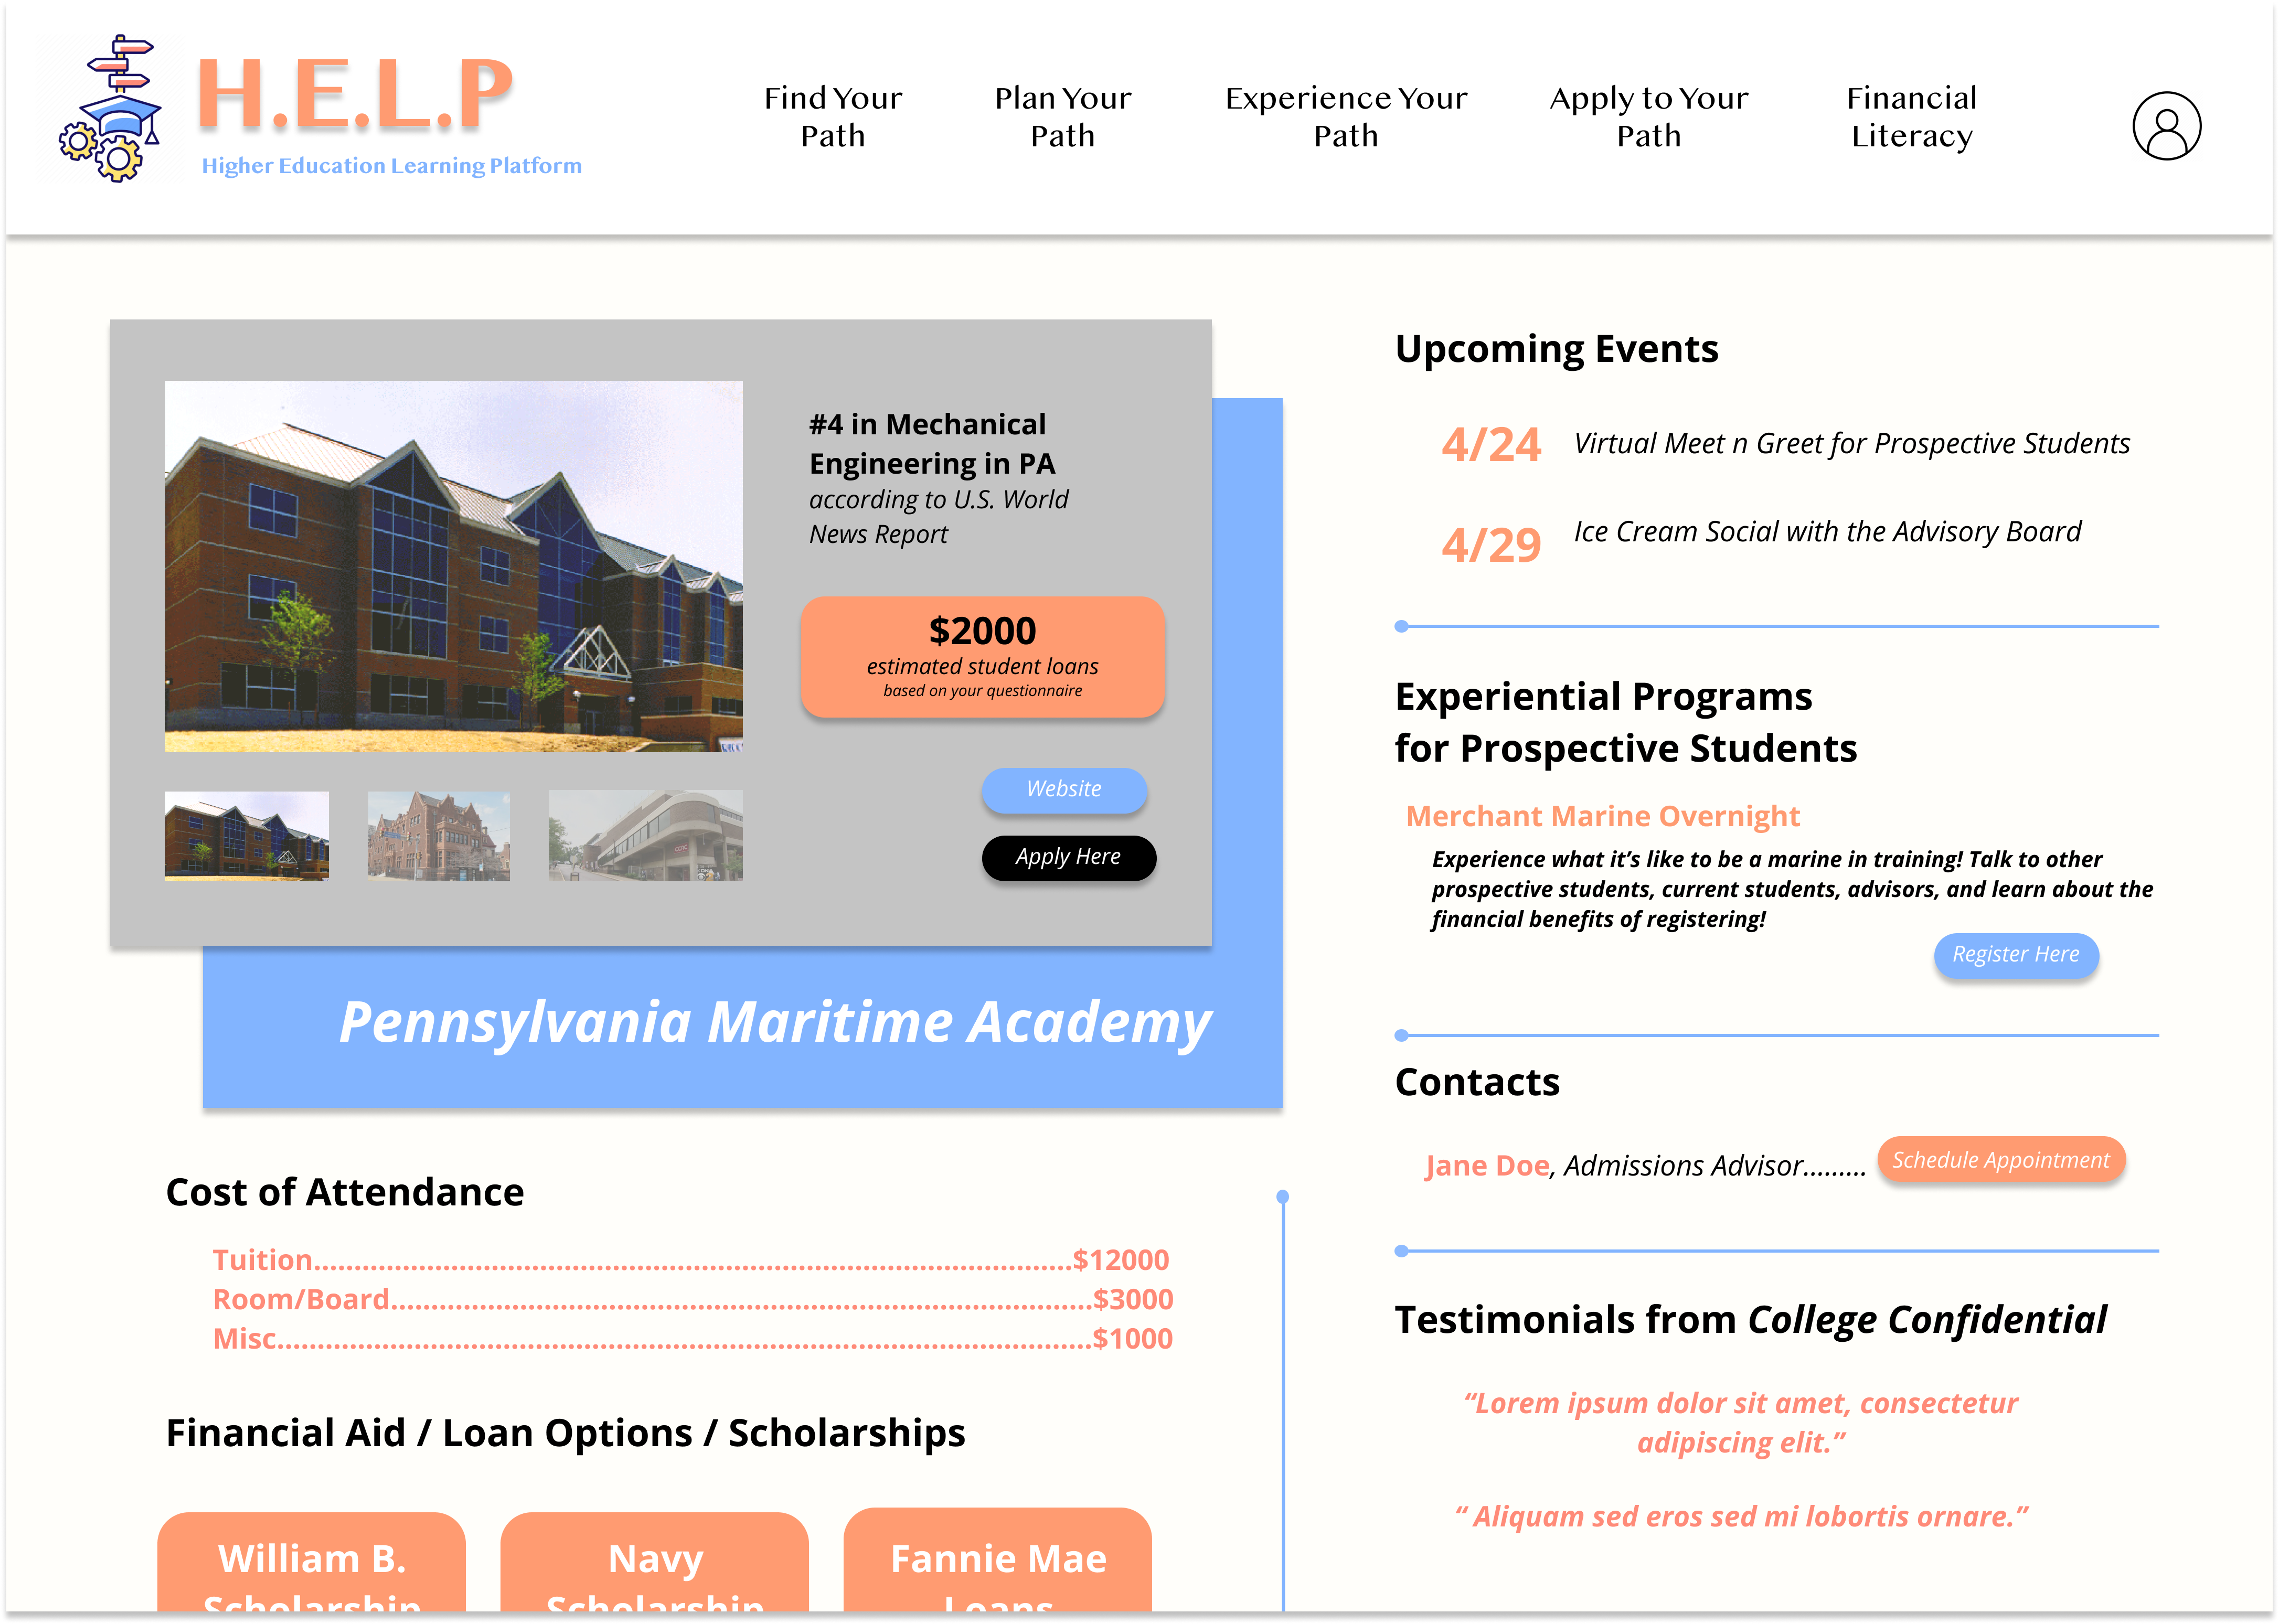 H.E.L.P
Higher Education Learning Platform
Find Your
Path
Plan Your
Path
Experience Your
Path
Apply to Your
Path
Financial
Literacy
#4 in Mechanical
Engineering in PA
according to U.S. World
News Report
$2000
estimated student loans
based on your questionnaire
Website
Apply Here
Pennsylvania Maritime Academy
Cost of Attendance
Tuition.............................................................................................$12000
Room/Board......................................................................................$3000
Misc....................................................................................................$1000
Financial Aid / Loan Options / Scholarships
William B.
Scholarship
Navy
Scholarship
Fannie Mae
Loans
Upcoming Events
4/24 Virtual Meet n Greet for Prospective Students
4/29 Ice Cream Social with the Advisory Board
Experiential Programs
for Prospective Students
Merchant Marine Overnight
Experience what it’s like to be a marine in training! Talk to other
prospective students, current students, advisors, and learn about the
financial benefits of registering!
Register Here
Contacts
Jane Doe, Admissions Advisor.........
Schedule Appointment
Testimonials from College Confidential
“Lorem ipsum dolor sit amet, consectetur
adipiscing elit.”
“ Aliquam sed eros sed mi lobortis ornare.”